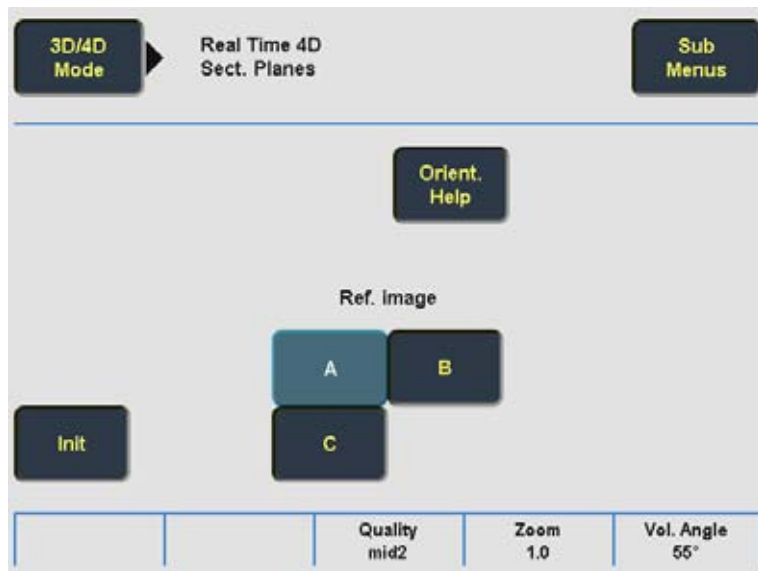 3D/4D
Mode
Real Time 4D
Sect. Planes
Sub
Menus
Orient.
Help
Ref. image
A
B
Init
C
Quality
mid2
Zoom
1.0
Vol. Angle
55°